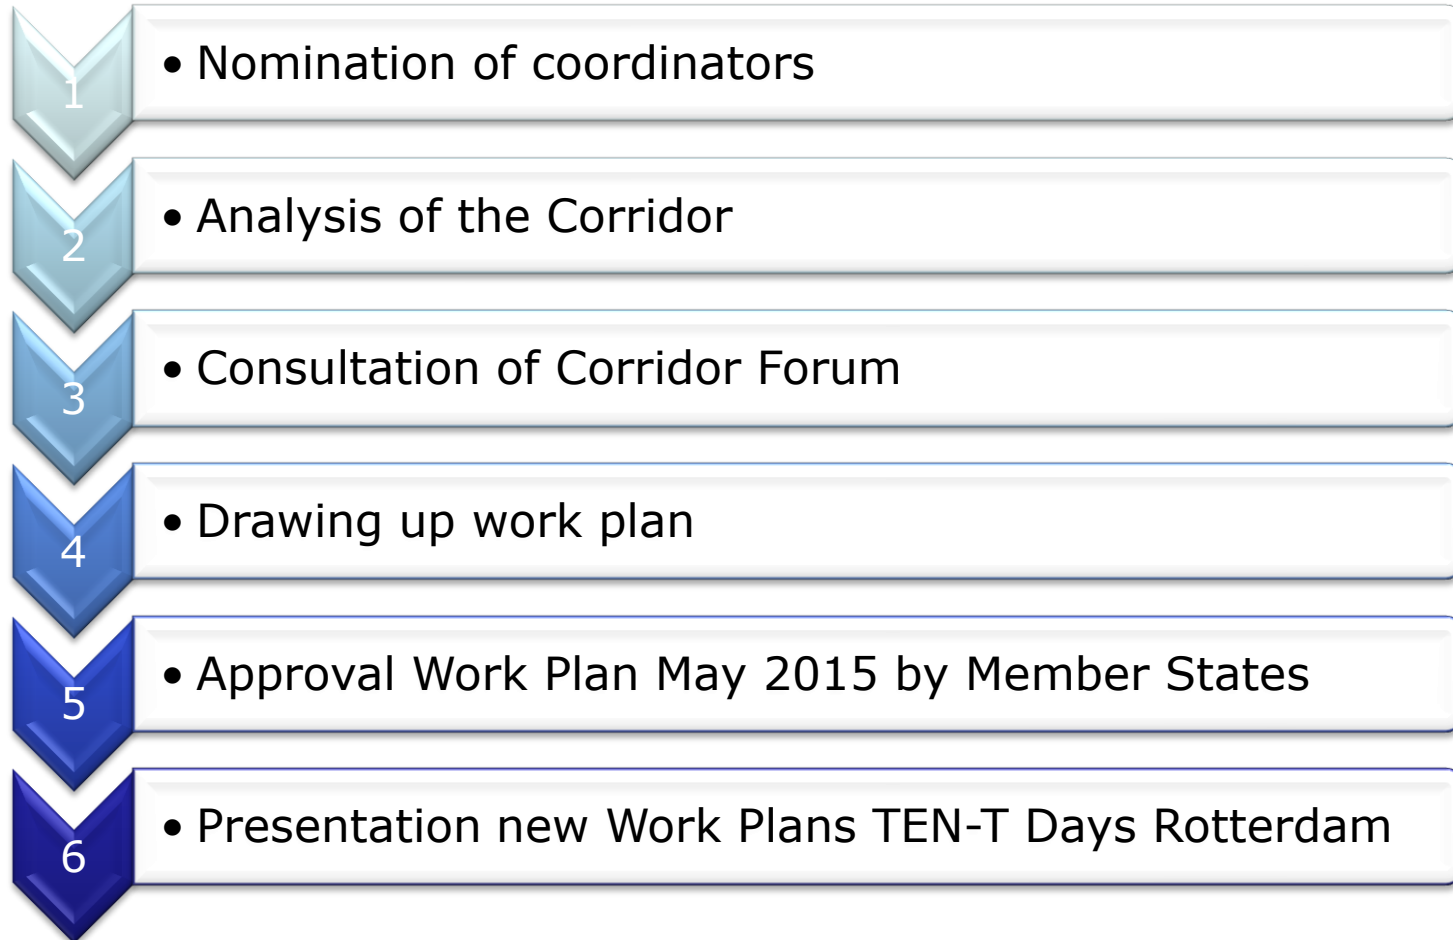 1
• Nomination of coordinators
2
• Analysis of the Corridor
3
• Consultation of Corridor Forum
4
• Drawing up work plan
5
• Approval Work Plan May 2015 by Member States
6
• Presentation new Work Plans TEN-T Days Rotterdam